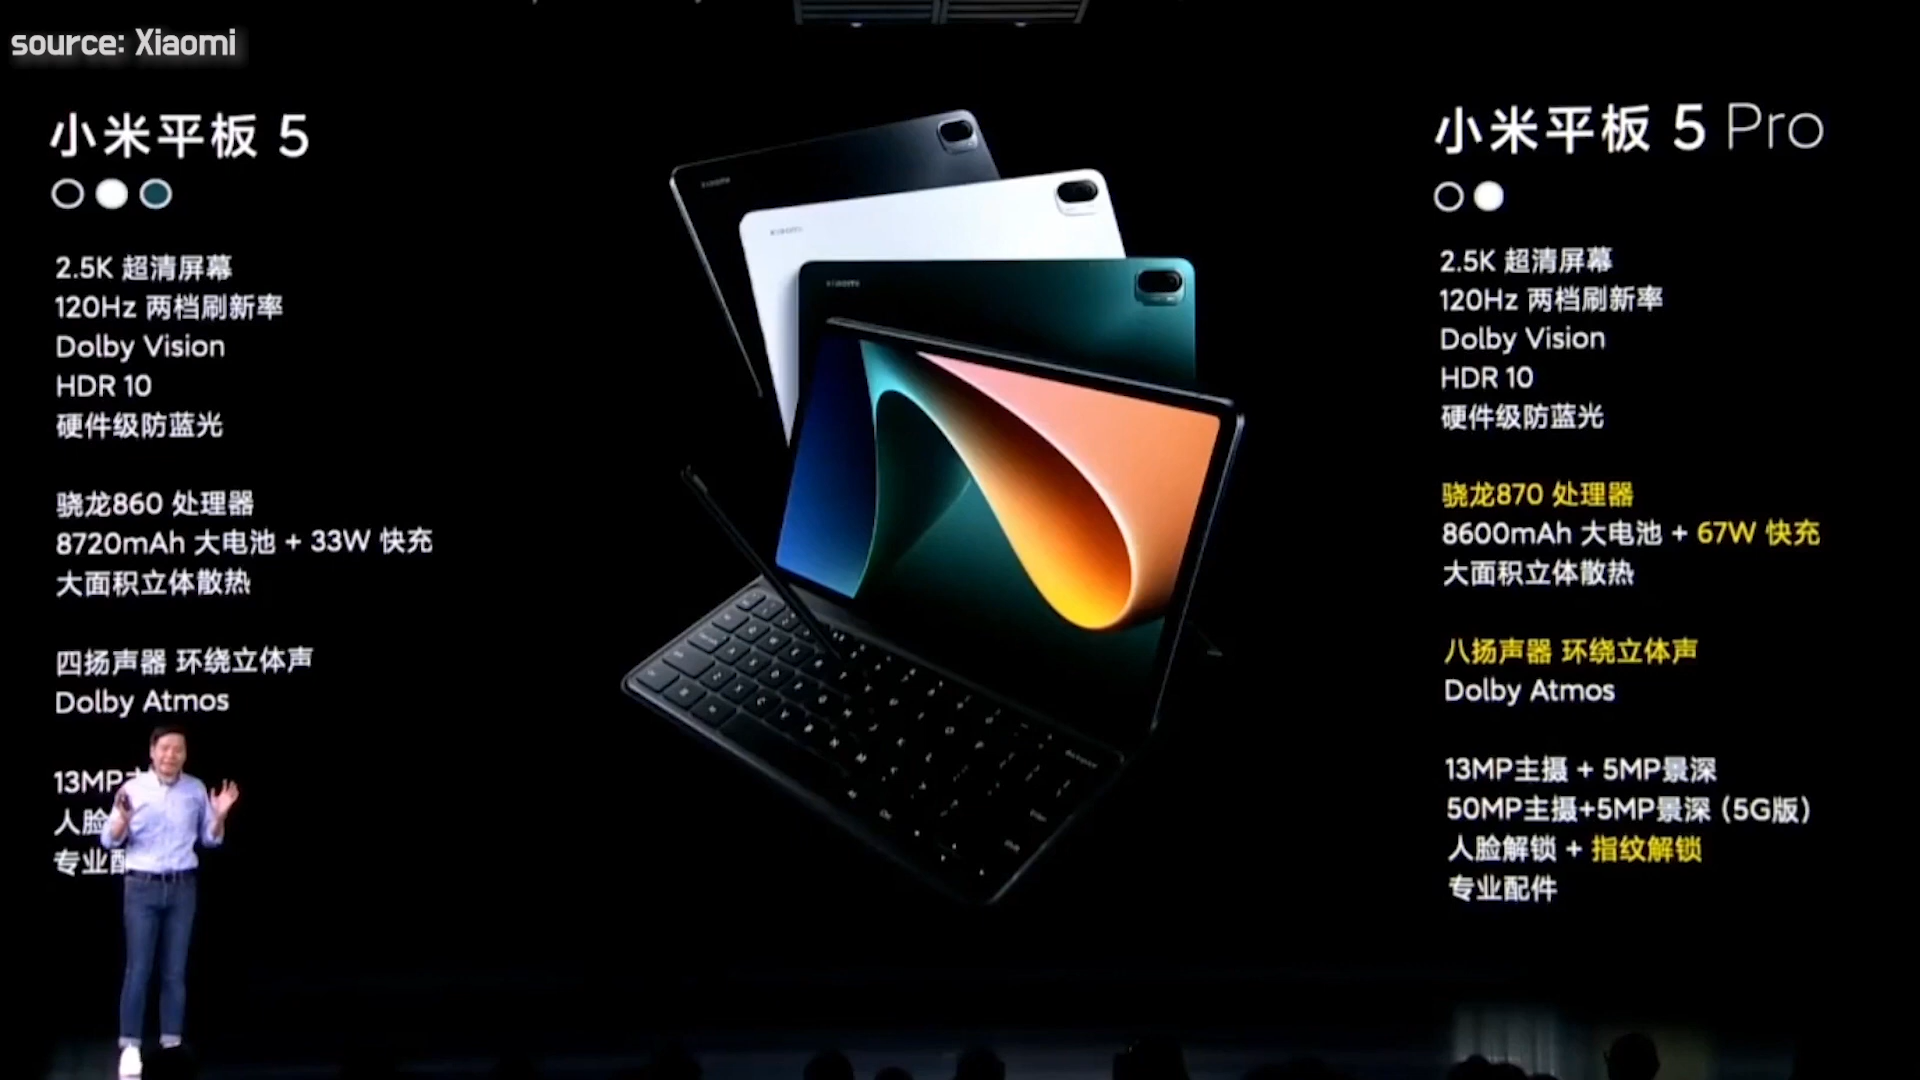 source: Xiaomi
小米平板 5
2.5K 超清屏幕
120Hz 两档刷新率
Dolby Vision
HDR 10
硬件级防蓝光
骁龙860 处理器
8720mAh 大电池 + 33W 快充
大面积立体散热
四扬声器 环绕立体声
Dolby Atmos
13MP
人脸
专业
小米平板 5 Pro
2.5K 超清屏幕
120Hz 两档刷新率
Dolby Vision
HDR 10
硬件级防蓝光
骁龙870 处理器
8600mAh 大电池 + 67W 快充
大面积立体散热
八扬声器 环绕立体声
Dolby Atmos
13MP主摄 + 5MP景深
50MP主摄+5MP景深 (5G版)
人脸解锁 + 指纹解锁
专业配件
xiaomi
xiaomi
xiaomi